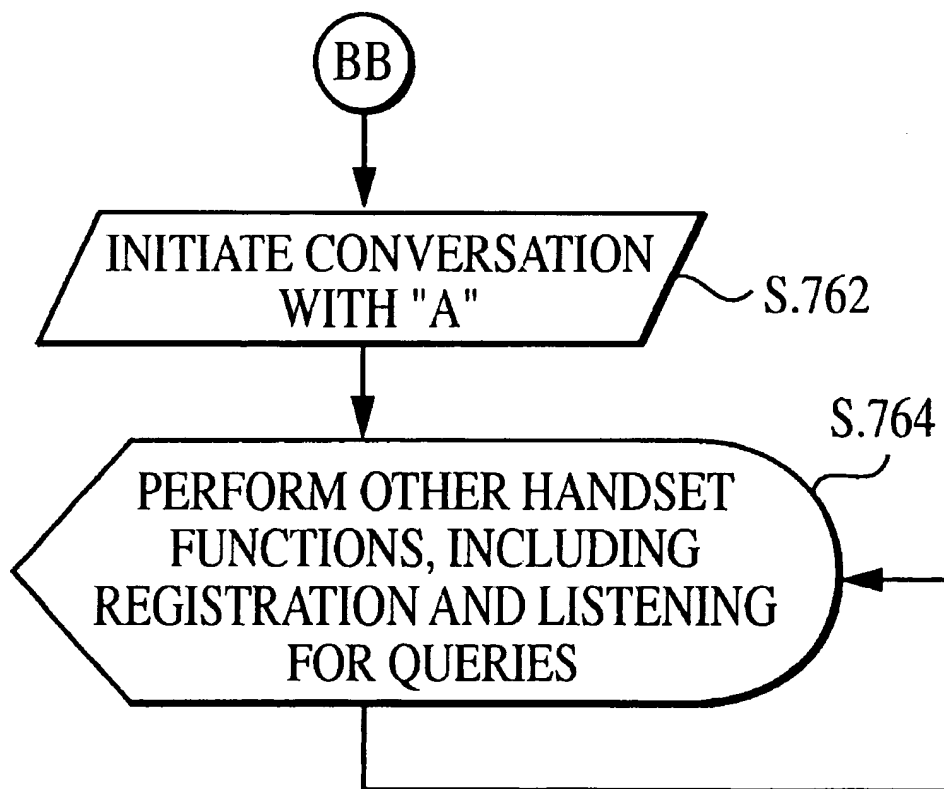 BB
INITIATE CONVERSATION
WITH "A"
S.762
S.764
PERFORM OTHER HANDSET
FUNCTIONS, INCLUDING
REGISTRATION AND LISTENING
FOR QUERIES